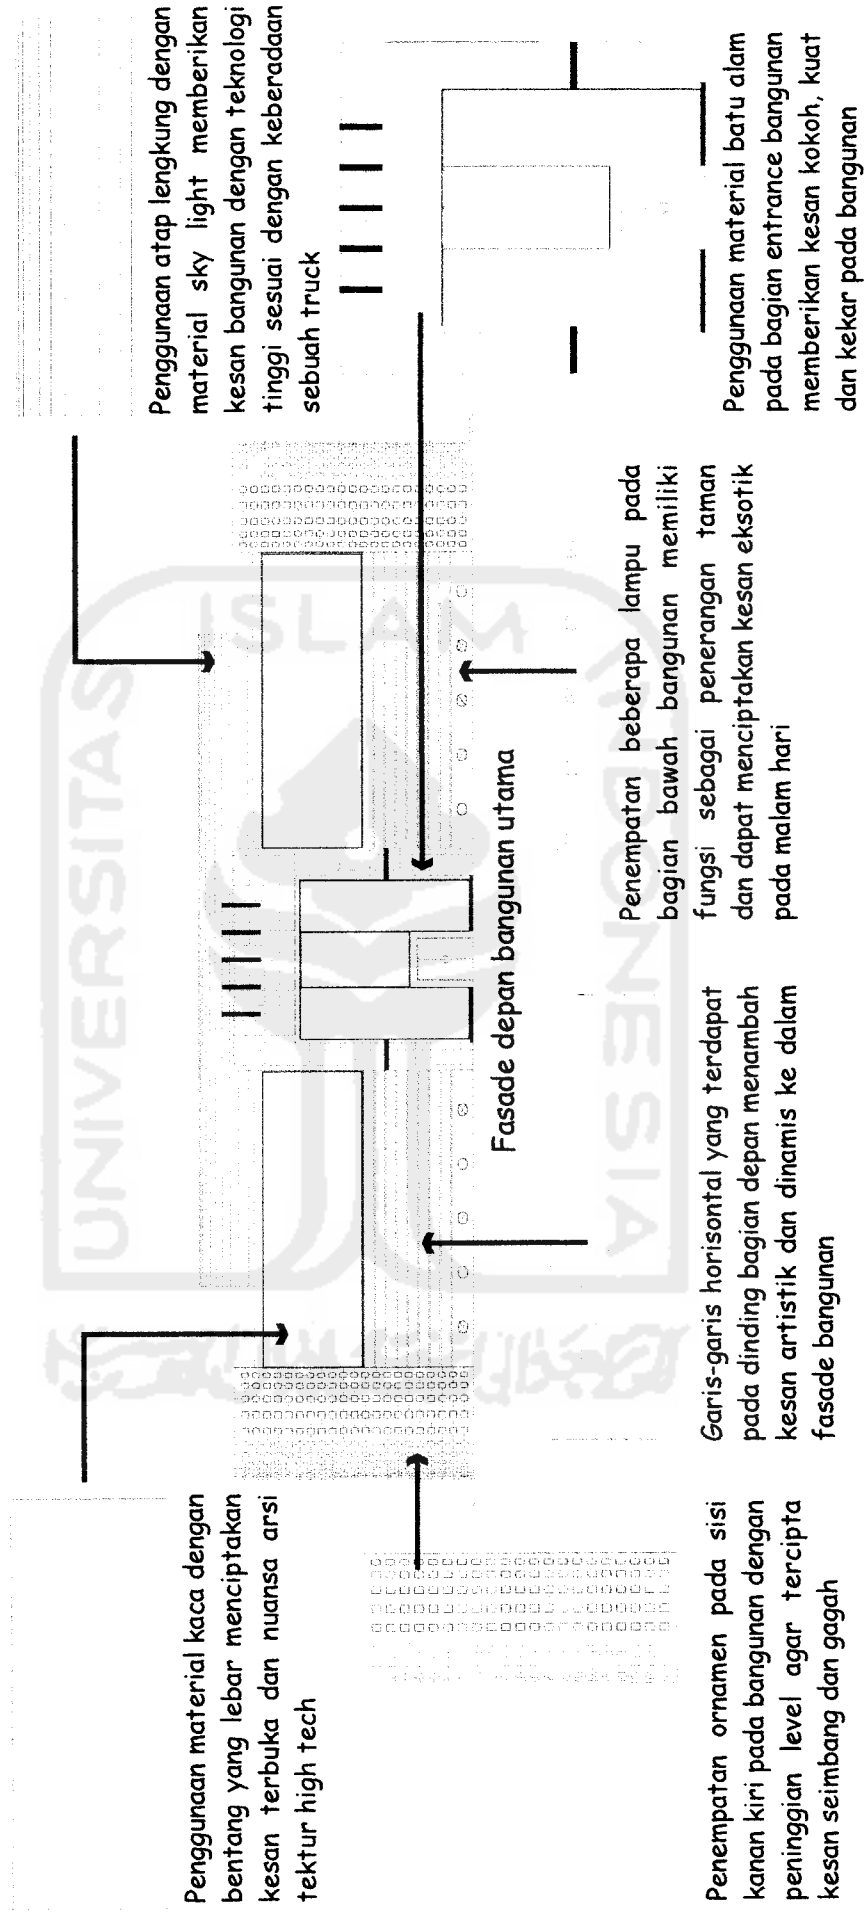 Penggunaan material kaca dengan
bentang yang lebar menciptakan
kesan terbuka dan nuansa arsi
tektur high tech
Penggunaan atap lengkung dengan
material sky light memberikan
kesan bangunan dengan teknologi
tinggi sesuai dengan keberadaan
sebuah truck
Fasade depan bangunan utama
Penempatan ornamen pada sisi
kanan kiri pada bangunan dengan
peninggian level agar tercipta
kesan seimbang dan gagah
Garis-garis horisontal yang terdapat
pada dinding bagian depan menambah
kesan artistik dan dinamis ke dalam
fasade bangunan
Penempatan beberapa lampu pada
bagian bawah bangunan memiliki
fungsi sebagai penerangan taman
dan dapat menciptakan kesan eksotik
pada malam hari
Penggunaan material batu alam
pada bagian entrance bangunan
memberikan kesan kokoh, kuat
dan kekar pada bangunan
UNIVERSITAS
ISLAM
INDONESIA